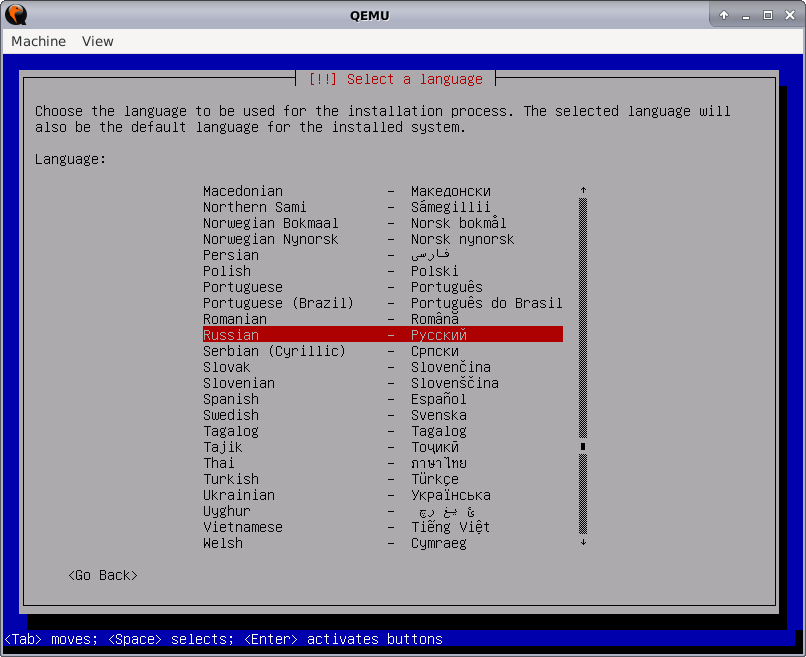 QEMU
Machine View
[!!] Select a language
Choose the language to be used for the installation process. The selected language will
also be the default language for the installed system.
Language:
Macedonian - Македонски
Northern Sami - Sámegillii
Norwegian Bokmaal - Norsk bokmål
Norwegian Nynorsk - Norsk nynorsk
Persian - فارسی
Polish - Polski
Portuguese - Português
Portuguese (Brazil) - Português do Brasil
Romanian - Română
Russian - Русский
Serbian (Cyrillic) - Српски
Slovak - Slovenčina
Slovenian - Slovenščina
Spanish - Español
Swedish - Svenska
Tagalog - Tagalog
Tajik - Тоҷикӣ
Thai - ภาษาไทย
Turkish - Türkçe
Ukrainian - Українська
Uyghur -
Vietnamese - Tiếng Việt
Welsh - Cymraeg
<Go Back>
<Tab> moves; <Space> selects; <Enter> activates buttons